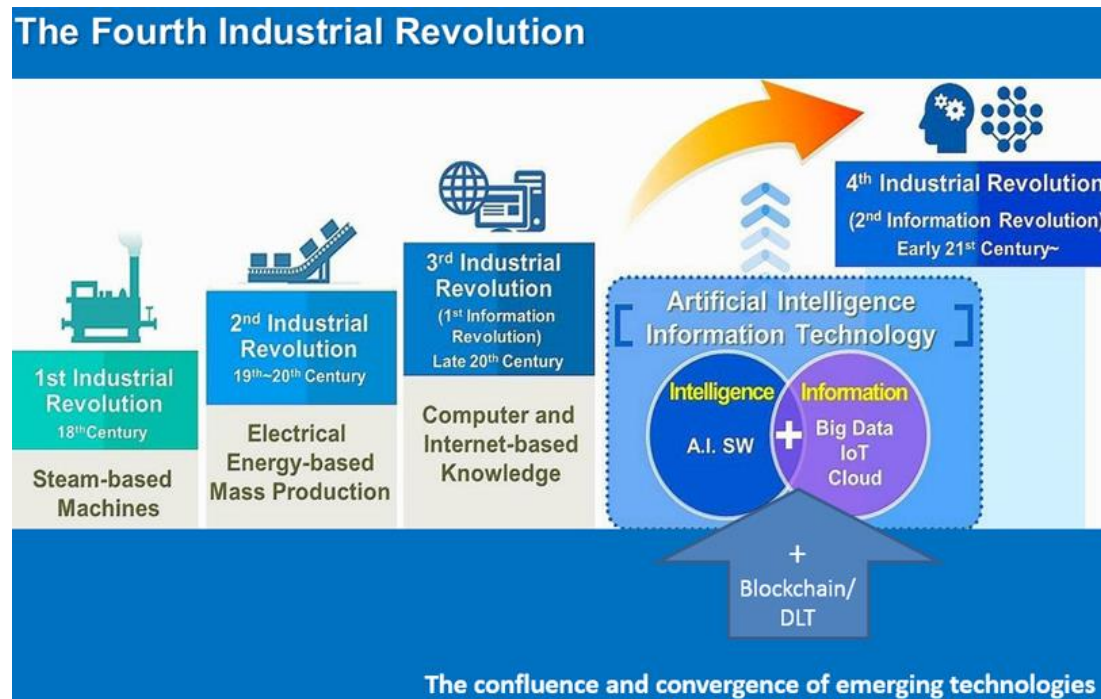 The Fourth Industrial Revolution
1st Industrial
Revolution
18thCentury
Steam-based
Machines
2nd Industrial
Revolution
19th~20th Century
Electrical
Energy-based
Mass Production
3rd Industrial
Revolution
(1st Information
Revolution)
Late 20th Century
Computer and
Internet-based
Knowledge
4th Industrial Revolution
(2nd Information Revolution)
Early 21st Century~
Artificial Intelligence
Information Technology
Intelligence
A.I. SW
+
Information
Big Data
IoT
Cloud
+
Blockchain/
DLT
The confluence and convergence of emerging technologies